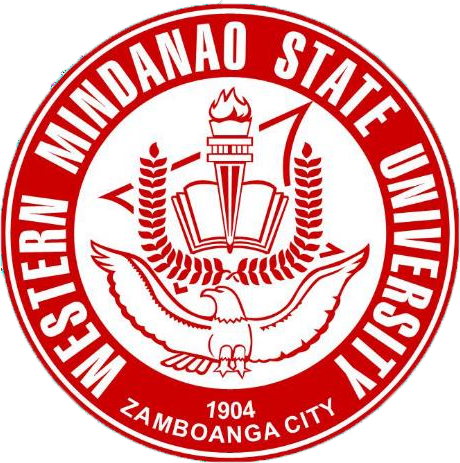 WESTERN MINDANAO STATE UNIVERSITY
1904
ZAMBOANGA CITY